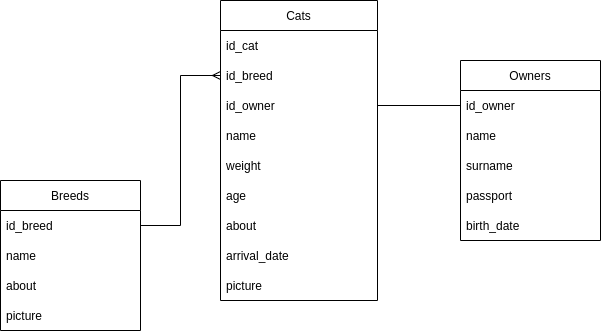 Cats
id_cat
id_breed
id_owner
name
weight
age
about
arrival_date
picture
Owners
id_owner
name
surname
passport
birth_date
Breeds
id_breed
name
about
picture